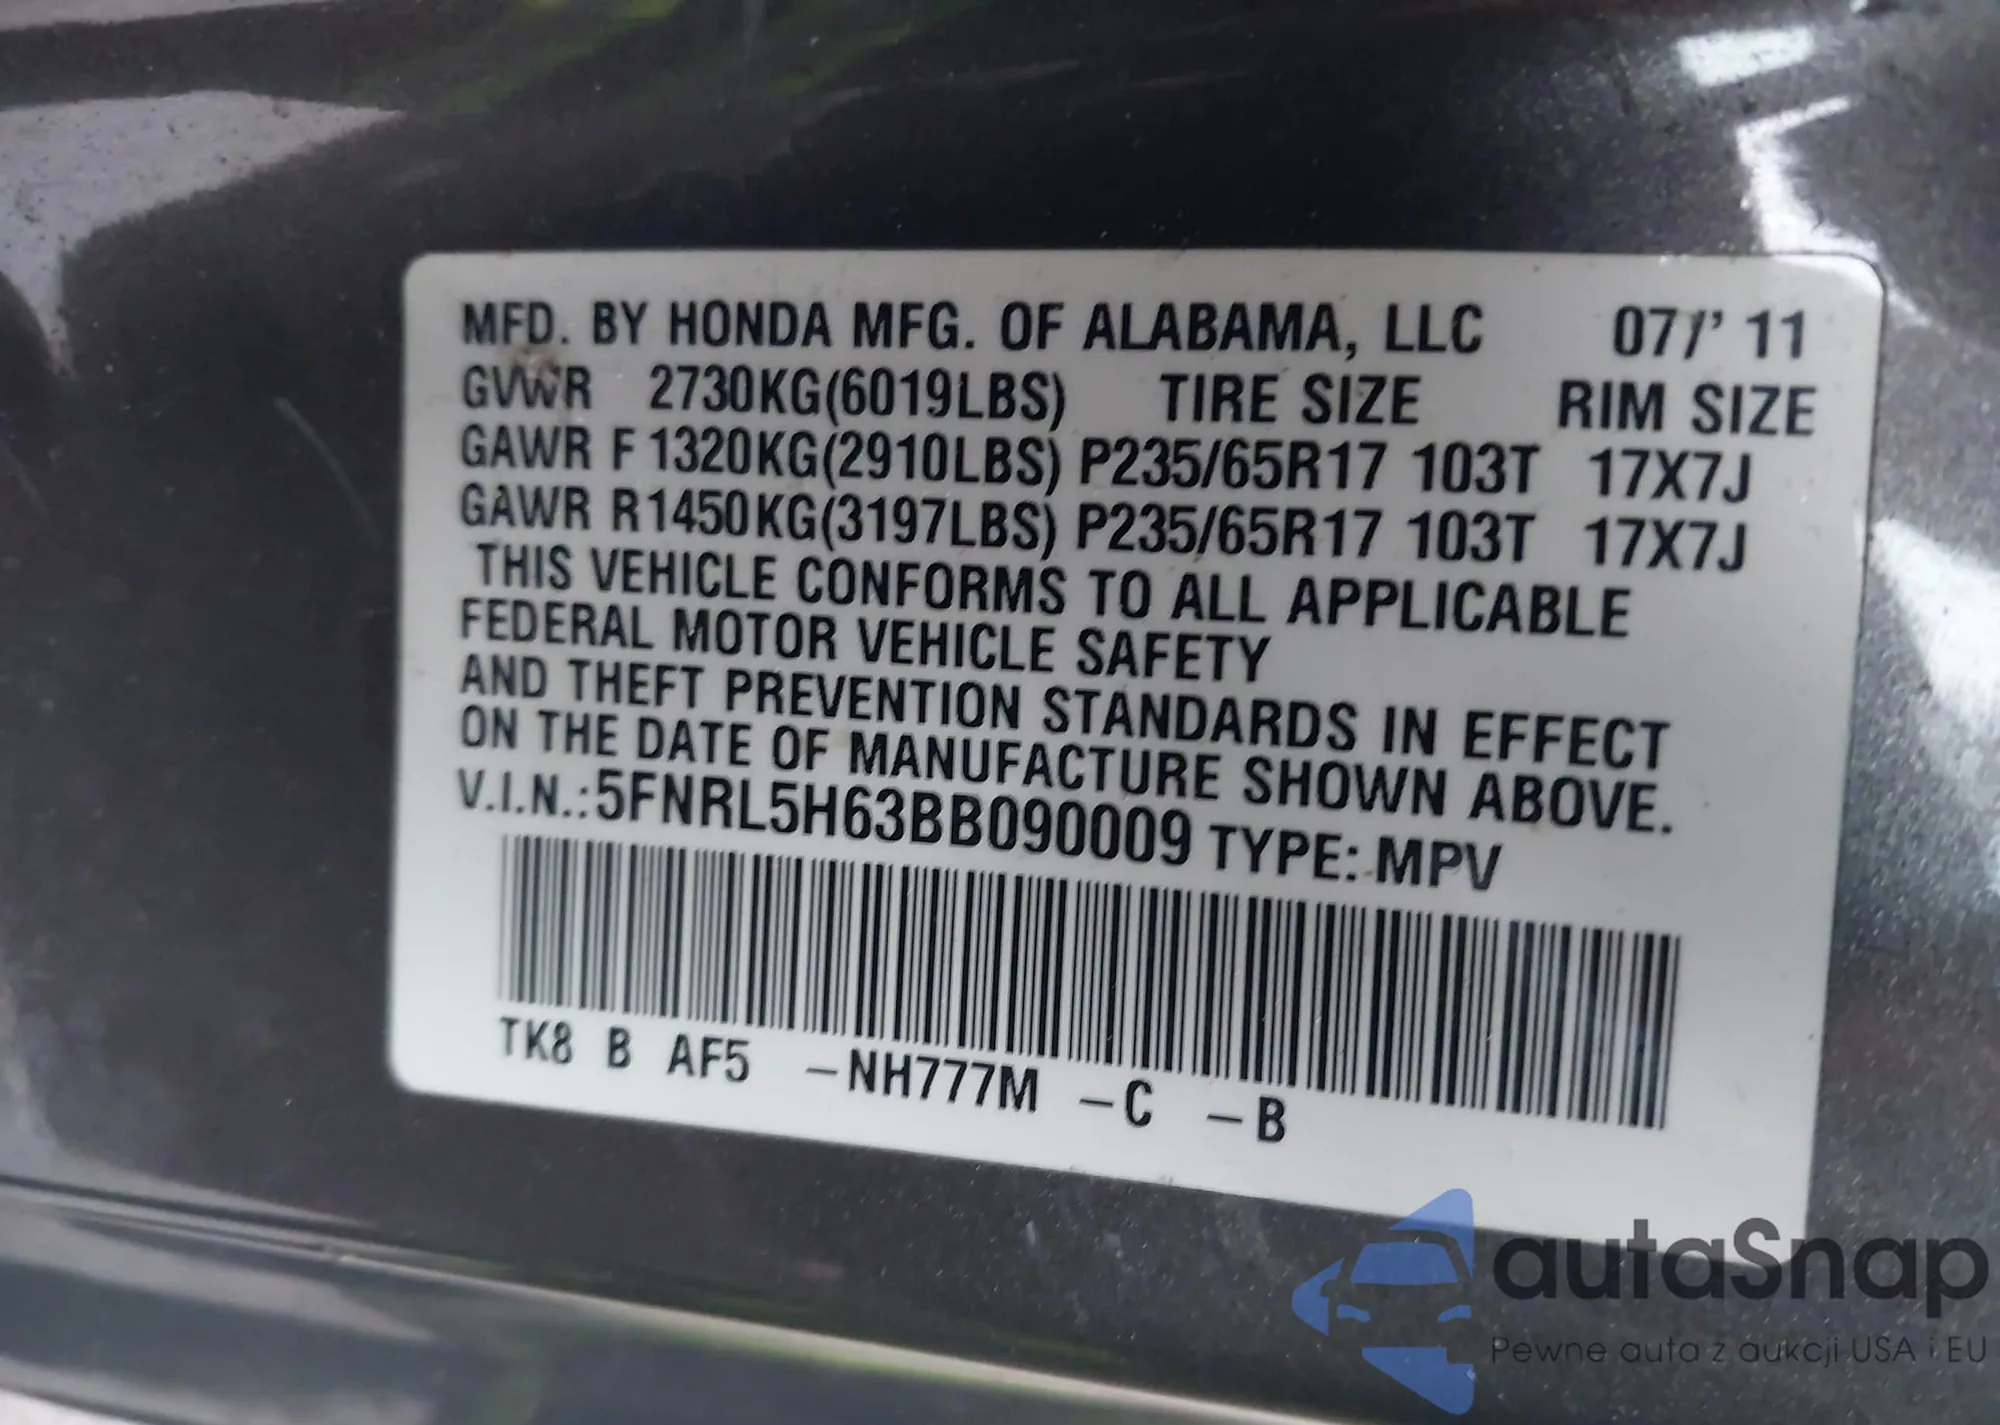 MFD. BY HONDA MFG. OF ALABAMA, LLC 07/' 11
GVWR 2730KG(6019LBS) TIRE SIZE RIM SIZE
GAWR F 1320KG(2910LBS) P235/65R17 103T 17X7J
GAWR R1450KG(3197LBS) P235/65R17 103T 17X7J
THIS VEHICLE CONFORMS TO ALL APPLICABLE
FEDERAL MOTOR VEHICLE SAFETY
AND THEFT PREVENTION STANDARDS IN EFFECT
ON THE DATE OF MANUFACTURE SHOWN ABOVE.
V.I.N.:5FNRL5H63BB090009 TYPE: MPV
TK8 B AF5 –NH777M –C –B
autaSnap
Pewne auta z aukcji USA i EU